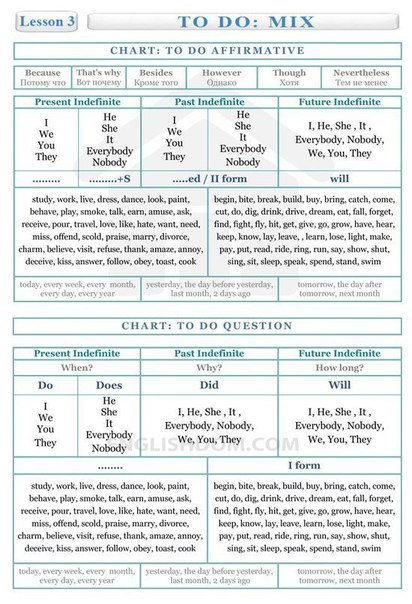 Lesson 3 TO DO: MIX
CHART: TO DO AFFIRMATIVE
Because That's why Besides However Though Nevertheless
Потому что Вот почему Кроме того Однако Хотя Тем не менее
Present Indefinite Past Indefinite Future Indefinite
I
We
You
They
He
She
It
Everybody
Nobody
I
We
You
They
He
She
It
Everybody
Nobody
I, He, She , It ,
Everybody, Nobody,
We, You, They
......... .........+S .....ed / II form will
study, work, live, dress, dance, look, paint,
behave, play, smoke, talk, earn, amuse, ask,
receive, pour, travel, love, like, hate, want, need,
miss, offend, scold, praise, marry, divorce,
charm, believe, visit, refuse, thank, amaze, annoy,
deceive, kiss, answer, follow, obey, toast, cook
begin, bite, break, build, buy, bring, catch, come,
cut, do, dig, drink, drive, dream, eat, fall, forget,
find, fight, fly, hit, get, give, go, grow, have, hear,
keep, know, lay, leave, , learn, lose, light, make,
pay, put, read, ride, ring, run, say, show, shut,
sing, sit, sleep, speak, spend, stand, swim
today, every week, every month,
every day, every year
yesterday, the day before yesterday,
last month, 2 days ago
tomorrow, the day after
tomorrow, next month
CHART: TO DO QUESTION
Present Indefinite Past Indefinite Future Indefinite
When? Why? How long?
Do Does Did Will
I
We
You
They
He
She
It
Everybody
Nobody
I, He, She , It ,
Everybody, Nobody,
We, You, They
I, He, She , It ,
Everybody, Nobody,
We, You, They
ENGLISHDOM.COM
........ I form
study, work, live, dress, dance, look, paint,
behave, play, smoke, talk, earn, amuse, ask,
receive, pour, travel, love, like, hate, want, need,
miss, offend, scold, praise, marry, divorce,
charm, believe, visit, refuse, thank, amaze, annoy,
deceive, kiss, answer, follow, obey, toast, cook
begin, bite, break, build, buy, bring, catch, come,
cut, do, dig, drink, drive, dream, eat, fall, forget,
find, fight, fly, hit, get, give, go, grow, have, hear,
keep, know, lay, leave, learn, lose, light, make,
pay, put, read, ride, ring, run, say, show, shut,
sing, sit, sleep, speak, spend, stand, swim
today, every week, every month,
every day, every year
yesterday, the day before yesterday,
last month, 2 days ago
tomorrow, the day after
tomorrow, next month